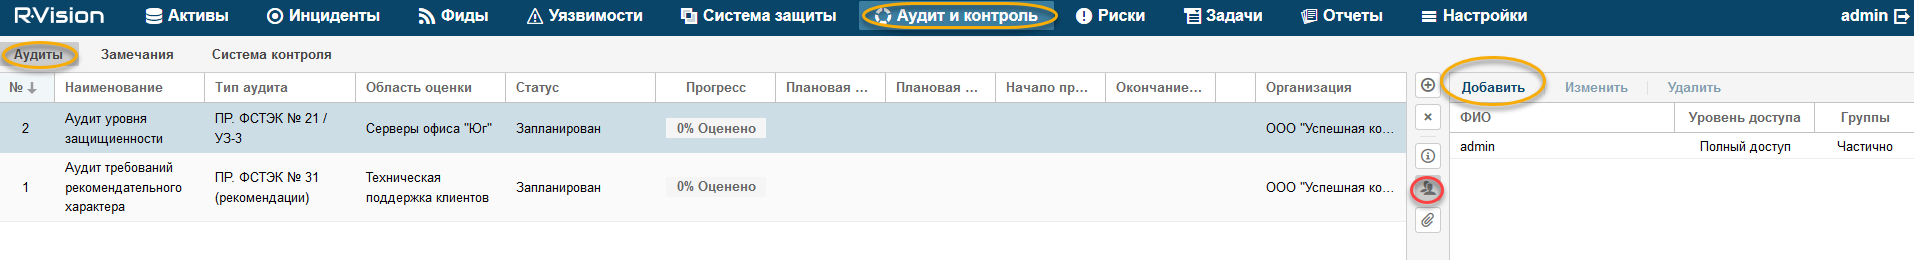 R·Vision Активы Инциденты Фиды Уязвимости Система защиты Аудит и контроль Риски Задачи Отчеты Настройки admin
Аудиты Замечания Система контроля
№ Наименование Тип аудита Область оценки Статус Прогресс Плановая ... Плановая ... Начало пр... Окончание... Организация
2 Аудит уровня защищиенности ПР. ФСТЭК № 21 / УЗ-3 Серверы офиса "Юг" Запланирован 0% Оценено ООО "Успешная ко...
1 Аудит требований рекомендательного характера ПР. ФСТЭК № 31 (рекомендации) Техническая поддержка клиентов Запланирован 0% Оценено ООО "Успешная ко...
Добавить Изменить Удалить
ФИО Уровень доступа Группы
admin Полный доступ Частично